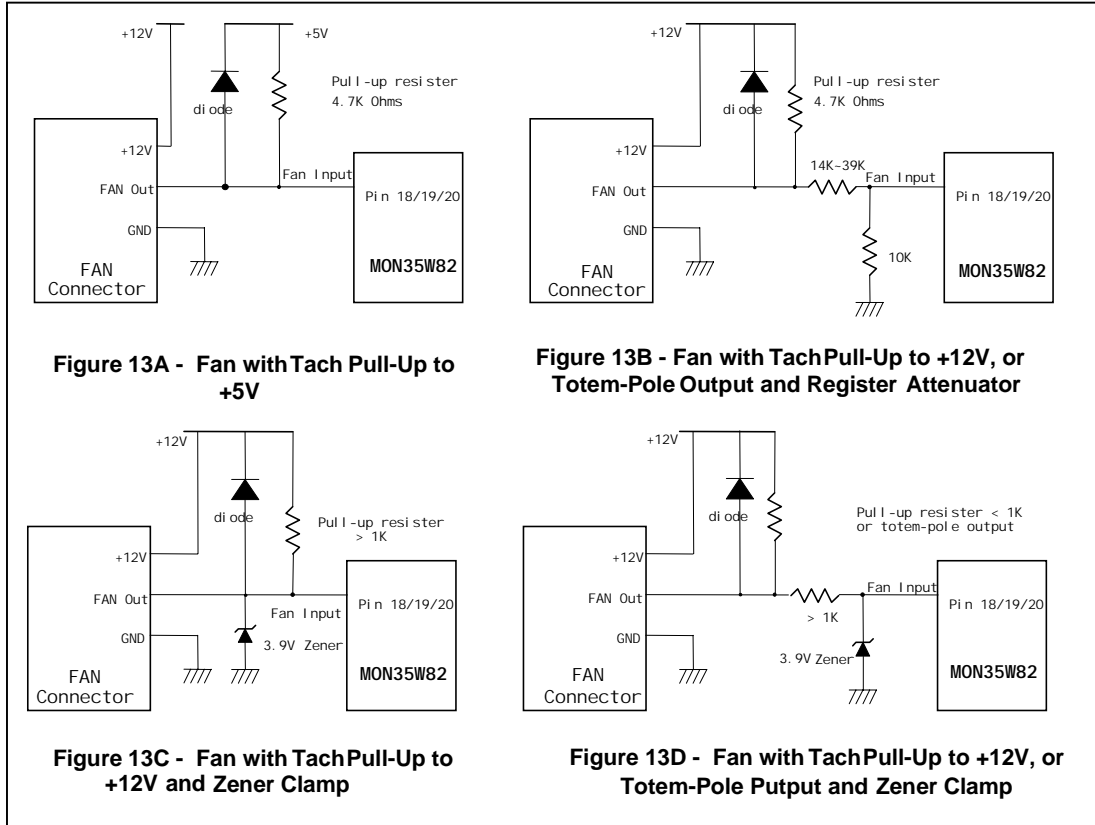 +12V
+5V
Pull-up resister
4.7K Ohms
diode
+12V
FAN Out
Fan Input
Pin 18/19/20
GND
MON35W82
FAN
Connector
Figure 13A - Fan with Tach Pull-Up to
+5V
+12V
Pull-up resister
4.7K Ohms
diode
+12V
14K~39K
Fan Input
FAN Out
Pin 18/19/20
GND
10K
MON35W82
FAN
Connector
Figure 13B - Fan with Tach Pull-Up to +12V, or
Totem-Pole Output and Register Attenuator
+12V
diode
Pull-up resister
> 1K
+12V
FAN Out
Fan Input
Pin 18/19/20
GND
3.9V Zener
MON35W82
FAN
Connector
Figure 13C - Fan with Tach Pull-Up to
+12V and Zener Clamp
+12V
diode
Pull-up resister < 1K
or totem-pole output
+12V
FAN Out
Fan Input
Pin 18/19/20
> 1K
GND
3.9V Zener
MON35W82
FAN
Connector
Figure 13D - Fan with Tach Pull-Up to +12V, or
Totem-Pole Putput and Zener Clamp